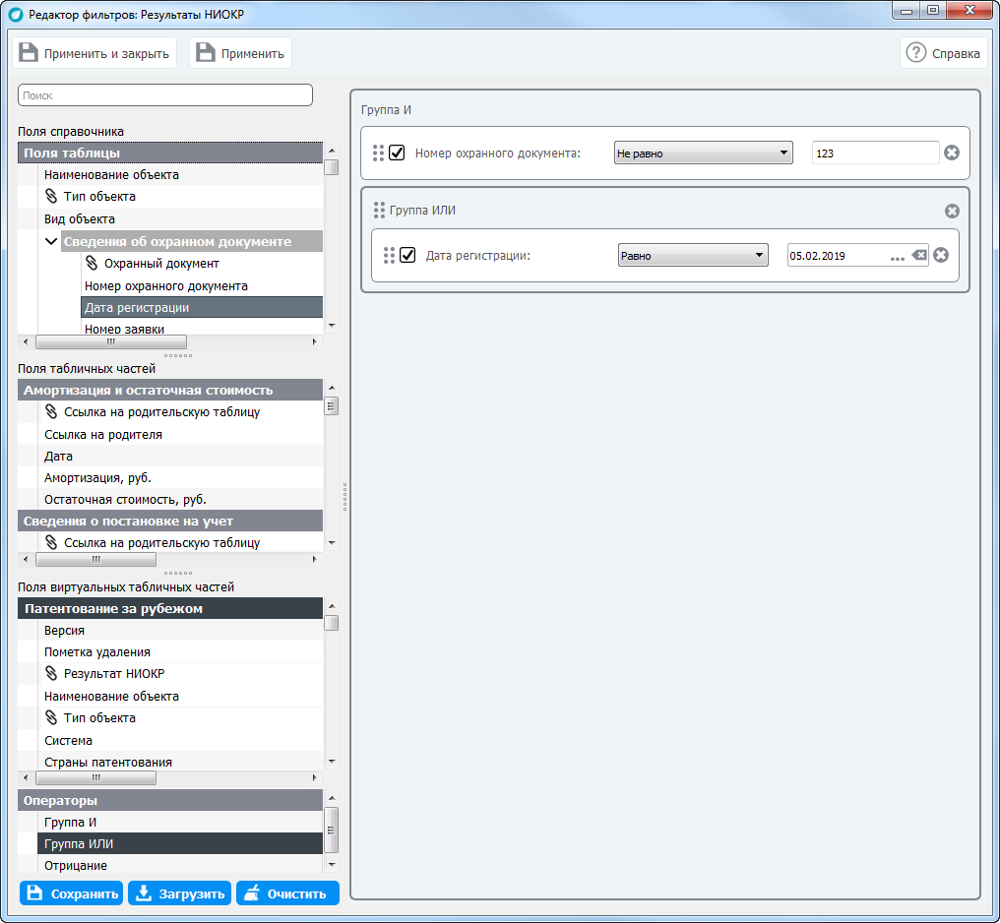 Редактор фильтров: Результаты НИОКР
Применить и закрыть
Применить
Справка
Поиск
Поля справочника
Поля таблицы
Наименование объекта
Тип объекта
Вид объекта
Сведения об охранном документе
Охранный документ
Номер охранного документа
Дата регистрации
Номер заявки
Поля табличных частей
Амортизация и остаточная стоимость
Ссылка на родительскую таблицу
Ссылка на родителя
Дата
Амортизация, руб.
Остаточная стоимость, руб.
Сведения о постановке на учет
Ссылка на родительскую таблицу
Поля виртуальных табличных частей
Патентование за рубежом
Версия
Пометка удаления
Результат НИОКР
Наименование объекта
Тип объекта
Система
Страны патентования
Операторы
Группа И
Группа ИЛИ
Отрицание
Сохранить
Загрузить
Очистить
Группа И
Номер охранного документа: Не равно 123
Группа ИЛИ
Дата регистрации: Равно 05.02.2019 ...